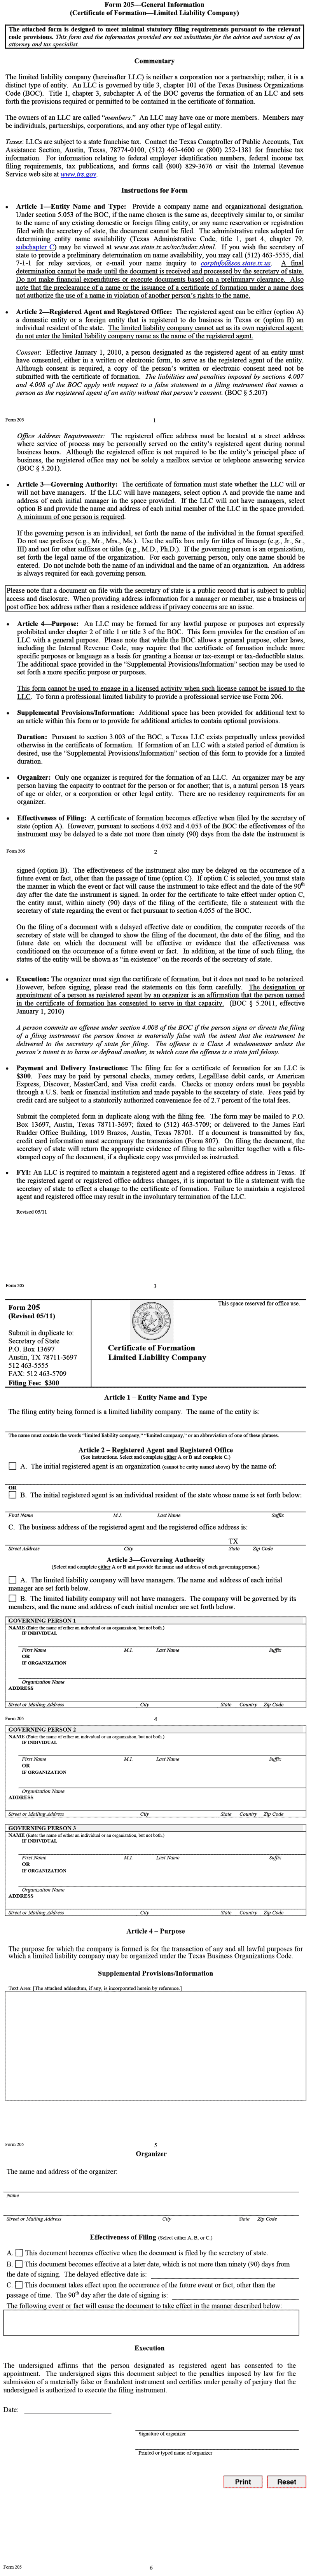 Form 205—General Information
(Certificate of Formation—Limited Liability Company)
The attached form is designed to meet minimal statutory filing requirements pursuant to the relevant
code provisions. This form and the information provided are not substitutes for the advice and services of an
attorney and tax specialist.
Commentary
The limited liability company (hereinafter LLC) is neither a corporation nor a partnership; rather, it is a
distinct type of entity. An LLC is governed by title 3, chapter 101 of the Texas Business Organizations
Code (BOC). Title 1, chapter 3, subchapter A of the BOC governs the formation of an LLC and sets
forth the provisions required or permitted to be contained in the certificate of formation.
The owners of an LLC are called "members." An LLC may have one or more members. Members may
be individuals, partnerships, corporations, and any other type of legal entity.
Taxes: LLCs are subject to a state franchise tax. Contact the Texas Comptroller of Public Accounts, Tax
Assistance Section, Austin, Texas, 78774-0100, (512) 463-4600 or (800) 252-1381 for franchise tax
information. For information relating to federal employer identification numbers, federal income tax
filing requirements, tax publications, and forms call (800) 829-3676 or visit the Internal Revenue
Service web site at www.irs.gov.
Instructions for Form
• Article 1—Entity Name and Type: Provide a company name and organizational designation.
Under section 5.053 of the BOC, if the name chosen is the same as, deceptively similar to, or similar
to the name of any existing domestic or foreign filing entity, or any name reservation or registration
filed with the secretary of state, the document cannot be filed. The administrative rules adopted for
determining entity name availability (Texas Administrative Code, title 1, part 4, chapter 79,
subchapter C) may be viewed at www.sos.state.tx.us/tac/index.shtml. If you wish the secretary of
state to provide a preliminary determination on name availability, you may call (512) 463-5555, dial
7-1-1 for relay services, or e-mail your name inquiry to corpinfo@sos.state.tx.us. A final
determination cannot be made until the document is received and processed by the secretary of state.
Do not make financial expenditures or execute documents based on a preliminary clearance. Also
note that the preclearance of a name or the issuance of a certificate of formation under a name does
not authorize the use of a name in violation of another person's rights to the name.
• Article 2—Registered Agent and Registered Office: The registered agent can be either (option A)
a domestic or foreign entity that is registered to do business in Texas or (option B) an
individual resident of the state. The limited liability company cannot act as its own registered agent;
do not enter the limited liability company name as the name of the registered agent.
Consent: Effective January 1, 2010, a person designated as the registered agent of an entity must
have consented, either in a written or electronic form, to serve as the registered agent of the entity.
Although consent is required, a copy of the person's written or electronic consent need not be
submitted with the certificate of formation. The liabilities and penalties imposed by sections 4.007
and 4.008 of the BOC apply with respect to a false statement in a filing instrument that names a
person as the registered agent of an entity without that person's consent. (BOC § 5.207)
Form 205
1
Office Address Requirements: The registered office address must be located at a street address
where service of process may be personally served on the entity's registered agent during normal
business hours. Although the registered office is not required to be the entity's principal place of
business, the registered office may not be solely a mailbox service or telephone answering service
(BOC § 5.201).
• Article 3—Governing Authority: The certificate of formation must state whether the LLC will or
will not have managers. If the LLC will have managers, select option A and provide the name and
address of each initial manager in the space provided. If the LLC will not have managers, select
option B and provide the name and address of each initial member of the LLC in the space provided.
A minimum of one person is required.
If the governing person is an individual, set forth the name of the individual in the format specified.
Do not use prefixes (e.g., Mr., Mrs., Ms.). Use the suffix box only for titles of lineage (e.g., Jr., Sr.,
III) and not for other suffixes or titles (e.g., M.D., Ph.D.). If the governing person is an organization,
set forth the legal name of the organization. For each governing person, only one name should be
entered. Do not include both the name of an individual and the name of an organization. An address
is always required for each governing person.
Please note that a document on file with the secretary of state is a public record that is subject to public
access and disclosure. When providing address information for a manager or member, use a business or
post office box address rather than a residence address if privacy concerns are an issue.
• Article 4—Purpose: An LLC may be formed for any lawful purpose or purposes not expressly
prohibited under chapter 2 of title 1 or title 3 of the BOC. This form provides for the creation of an
LLC with a general purpose. Please note that while the BOC allows a general purpose, other laws,
including the Internal Revenue Code, may require that the certificate of formation include more
specific purposes or language as a basis for granting a license or tax-exempt or tax-deductible status.
The additional space provided in the "Supplemental Provisions/Information" section may be used to
set forth a more specific purpose or purposes.
This form cannot be used to engage in a licensed activity when such license cannot be issued to the
LLC. To form a professional limited liability to provide a professional service use Form 206.
• Supplemental Provisions/Information: Additional space has been provided for additional text to
an article within this form or to provide for additional articles to contain optional provisions.
Duration: Pursuant to section 3.003 of the BOC, a Texas LLC exists perpetually unless provided
otherwise in the certificate of formation. If formation of an LLC with a stated period of duration is
desired, use the "Supplemental Provisions/Information" section of this form to provide for a limited
duration.
• Organizer: Only one organizer is required for the formation of an LLC. An organizer may be any
person having the capacity to contract for the person or for another; that is, a natural person 18 years
of age or older, or a corporation or other legal entity. There are no residency requirements for an
organizer.
• Effectiveness of Filing: A certificate of formation becomes effective when filed by the secretary of
state (option A). However, pursuant to sections 4.052 and 4.053 of the BOC the effectiveness of the
instrument may be delayed to a date not more than ninety (90) days from the date the instrument is
Form 205
2
signed (option B). The effectiveness of the instrument also may be delayed on the occurrence of a
future event or fact, other than the passage of time (option C). If option C is selected, you must state
the manner in which the event or fact will cause the instrument to take effect and the date of the 90th
day after the date the instrument is signed. In order for the certificate to take effect under option C,
the entity must, within ninety (90) days of the filing of the certificate, file a statement with the
secretary of state regarding the event or fact pursuant to section 4.055 of the BOC.
On the filing of a document with a delayed effective date or condition, the computer records of the
secretary of state will be changed to show the filing of the document, the date of the filing, and the
future date on which the document will be effective or evidence that the effectiveness was
conditioned on the occurrence of a future event or fact. In addition, at the time of such filing, the
status of the entity will be shown as "in existence" on the records of the secretary of state.
• Execution: The organizer must sign the certificate of formation, but it does not need to be notarized.
However, before signing, please read the statements on this form carefully. The designation or
appointment of a person as registered agent by an organizer is an affirmation that the person named
in the certificate of formation has consented to serve in that capacity. (BOC § 5.2011, effective
January 1, 2010)
A person commits an offense under section 4.008 of the BOC if the person signs or directs the filing
of a filing instrument the person knows is materially false with the intent that the instrument be
delivered to the secretary of state for filing. The offense is a Class A misdemeanor unless the
person's intent is to harm or defraud another, in which case the offense is a state jail felony.
• Payment and Delivery Instructions: The filing fee for a certificate of formation for an LLC is
$300. Fees may be paid by personal checks, money orders, LegalEase debit cards, or American
Express, Discover, MasterCard, and Visa credit cards. Checks or money orders must be payable
through a U.S. bank or financial institution and made payable to the secretary of state. Fees paid by
credit card are subject to a statutorily authorized convenience fee of 2.7 percent of the total fees.
Submit the completed form in duplicate along with the filing fee. The form may be mailed to P.O.
Box 13697, Austin, Texas 78711-3697; faxed to (512) 463-5709; or delivered to the James Earl
Rudder Office Building, 1019 Brazos, Austin, Texas 78701. If a document is transmitted by fax,
credit card information must accompany the transmission (Form 807). On filing the document, the
secretary of state will return the appropriate evidence of filing to the submitter together with a file-
stamped copy of the document, if a duplicate copy was provided as instructed.
• FYI: An LLC is required to maintain a registered agent and a registered office address in Texas. If
the registered agent or registered office address changes, it is important to file a statement with the
secretary of state to effect a change to the certificate of formation. Failure to maintain a registered
agent and registered office may result in the involuntary termination of the LLC.
Revised 05/11
Form 205
3
Form 205
(Revised 05/11)
Submit in duplicate to:
Secretary of State
P.O. Box 13697
Austin, TX 78711-3697
512 463-5555
FAX: 512 463-5709
Filing Fee: $300
Certificate of Formation
Limited Liability Company
This space reserved for office use.
Article 1 – Entity Name and Type
The filing entity being formed is a limited liability company. The name of the entity is:
The name must contain the words "limited liability company," "limited company," or an abbreviation of one of these phrases.
Article 2 – Registered Agent and Registered Office
(See instructions. Select and complete either A or B and complete C.)
A. The initial registered agent is an organization (cannot be entity named above) by the name of:
OR
B. The initial registered agent is an individual resident of the state whose name is set forth below:
First Name M.I. Last Name Suffix
C. The business address of the registered agent and the registered office address is:
TX
Street Address City State Zip Code
Article 3—Governing Authority
(Select and complete either A or B and provide the name and address of each governing person.)
A. The limited liability company will have managers. The name and address of each initial
manager are set forth below.
B. The limited liability company will not have managers. The company will be governed by its
members, and the name and address of each initial member are set forth below.
GOVERNING PERSON 1
NAME (Enter the name of either an individual or an organization, but not both.)
IF INDIVIDUAL
First Name M.I. Last Name Suffix
OR
IF ORGANIZATION
Organization Name
ADDRESS
Street or Mailing Address City State Country Zip Code
Form 205
4
GOVERNING PERSON 2
NAME (Enter the name of either an individual or an organization, but not both.)
IF INDIVIDUAL
First Name M.I. Last Name Suffix
OR
IF ORGANIZATION
Organization Name
ADDRESS
Street or Mailing Address City State Country Zip Code
GOVERNING PERSON 3
NAME (Enter the name of either an individual or an organization, but not both.)
IF INDIVIDUAL
First Name M.I. Last Name Suffix
OR
IF ORGANIZATION
Organization Name
ADDRESS
Street or Mailing Address City State Country Zip Code
Article 4 – Purpose
The purpose for which the company is formed is for the transaction of any and all lawful purposes for
which a limited liability company may be organized under the Texas Business Organizations Code.
Supplemental Provisions/Information
Text Area: [The attached addendum, if any, is incorporated herein by reference.]
Form 205
5
Organizer
The name and address of the organizer:
Name
Street or Mailing Address City State Zip Code
Effectiveness of Filing (Select either A, B, or C.)
A. This document becomes effective when the document is filed by the secretary of state.
B. This document becomes effective at a later date, which is not more than ninety (90) days from
the date of signing. The delayed effective date is:
C. This document takes effect upon the occurrence of the future event or fact, other than the
passage of time. The 90th day after the date of signing is:
The following event or fact will cause the document to take effect in the manner described below:
Execution
The undersigned affirms that the person designated as registered agent has consented to the
appointment. The undersigned signs this document subject to the penalties imposed by law for the
submission of a materially false or fraudulent instrument and certifies under penalty of perjury that the
undersigned is authorized to execute the filing instrument.
Date:
Signature of organizer
Printed or typed name of organizer
Print Reset
Form 205
6